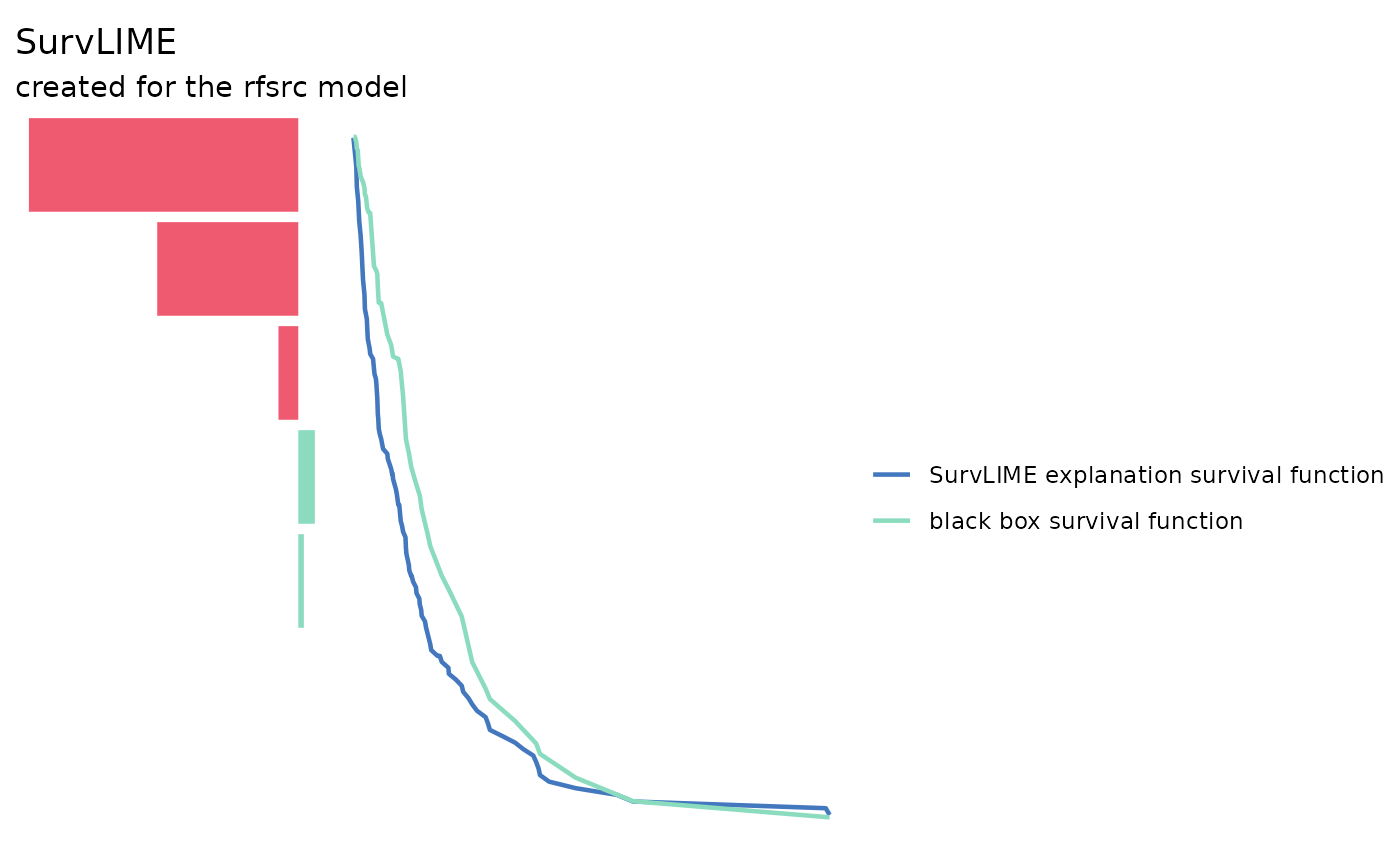 SurvLIME
created for the rfsrc model
SurvLIME explanation survival function
black box survival function